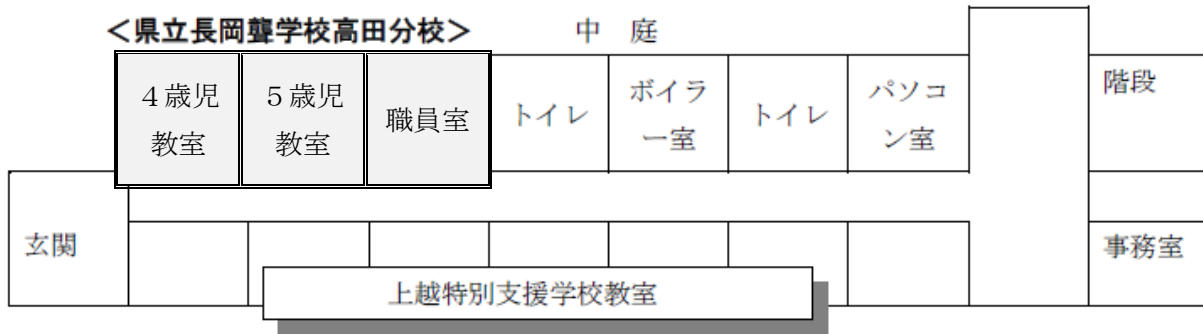 ＜県立長岡聾学校高田分校＞
中 庭
４歳児
教室
５歳児
教室
職員室
トイレ
ボイラ
ー室
トイレ
パソコ
ン室
階段
玄関
事務室
上越特別支援学校教室